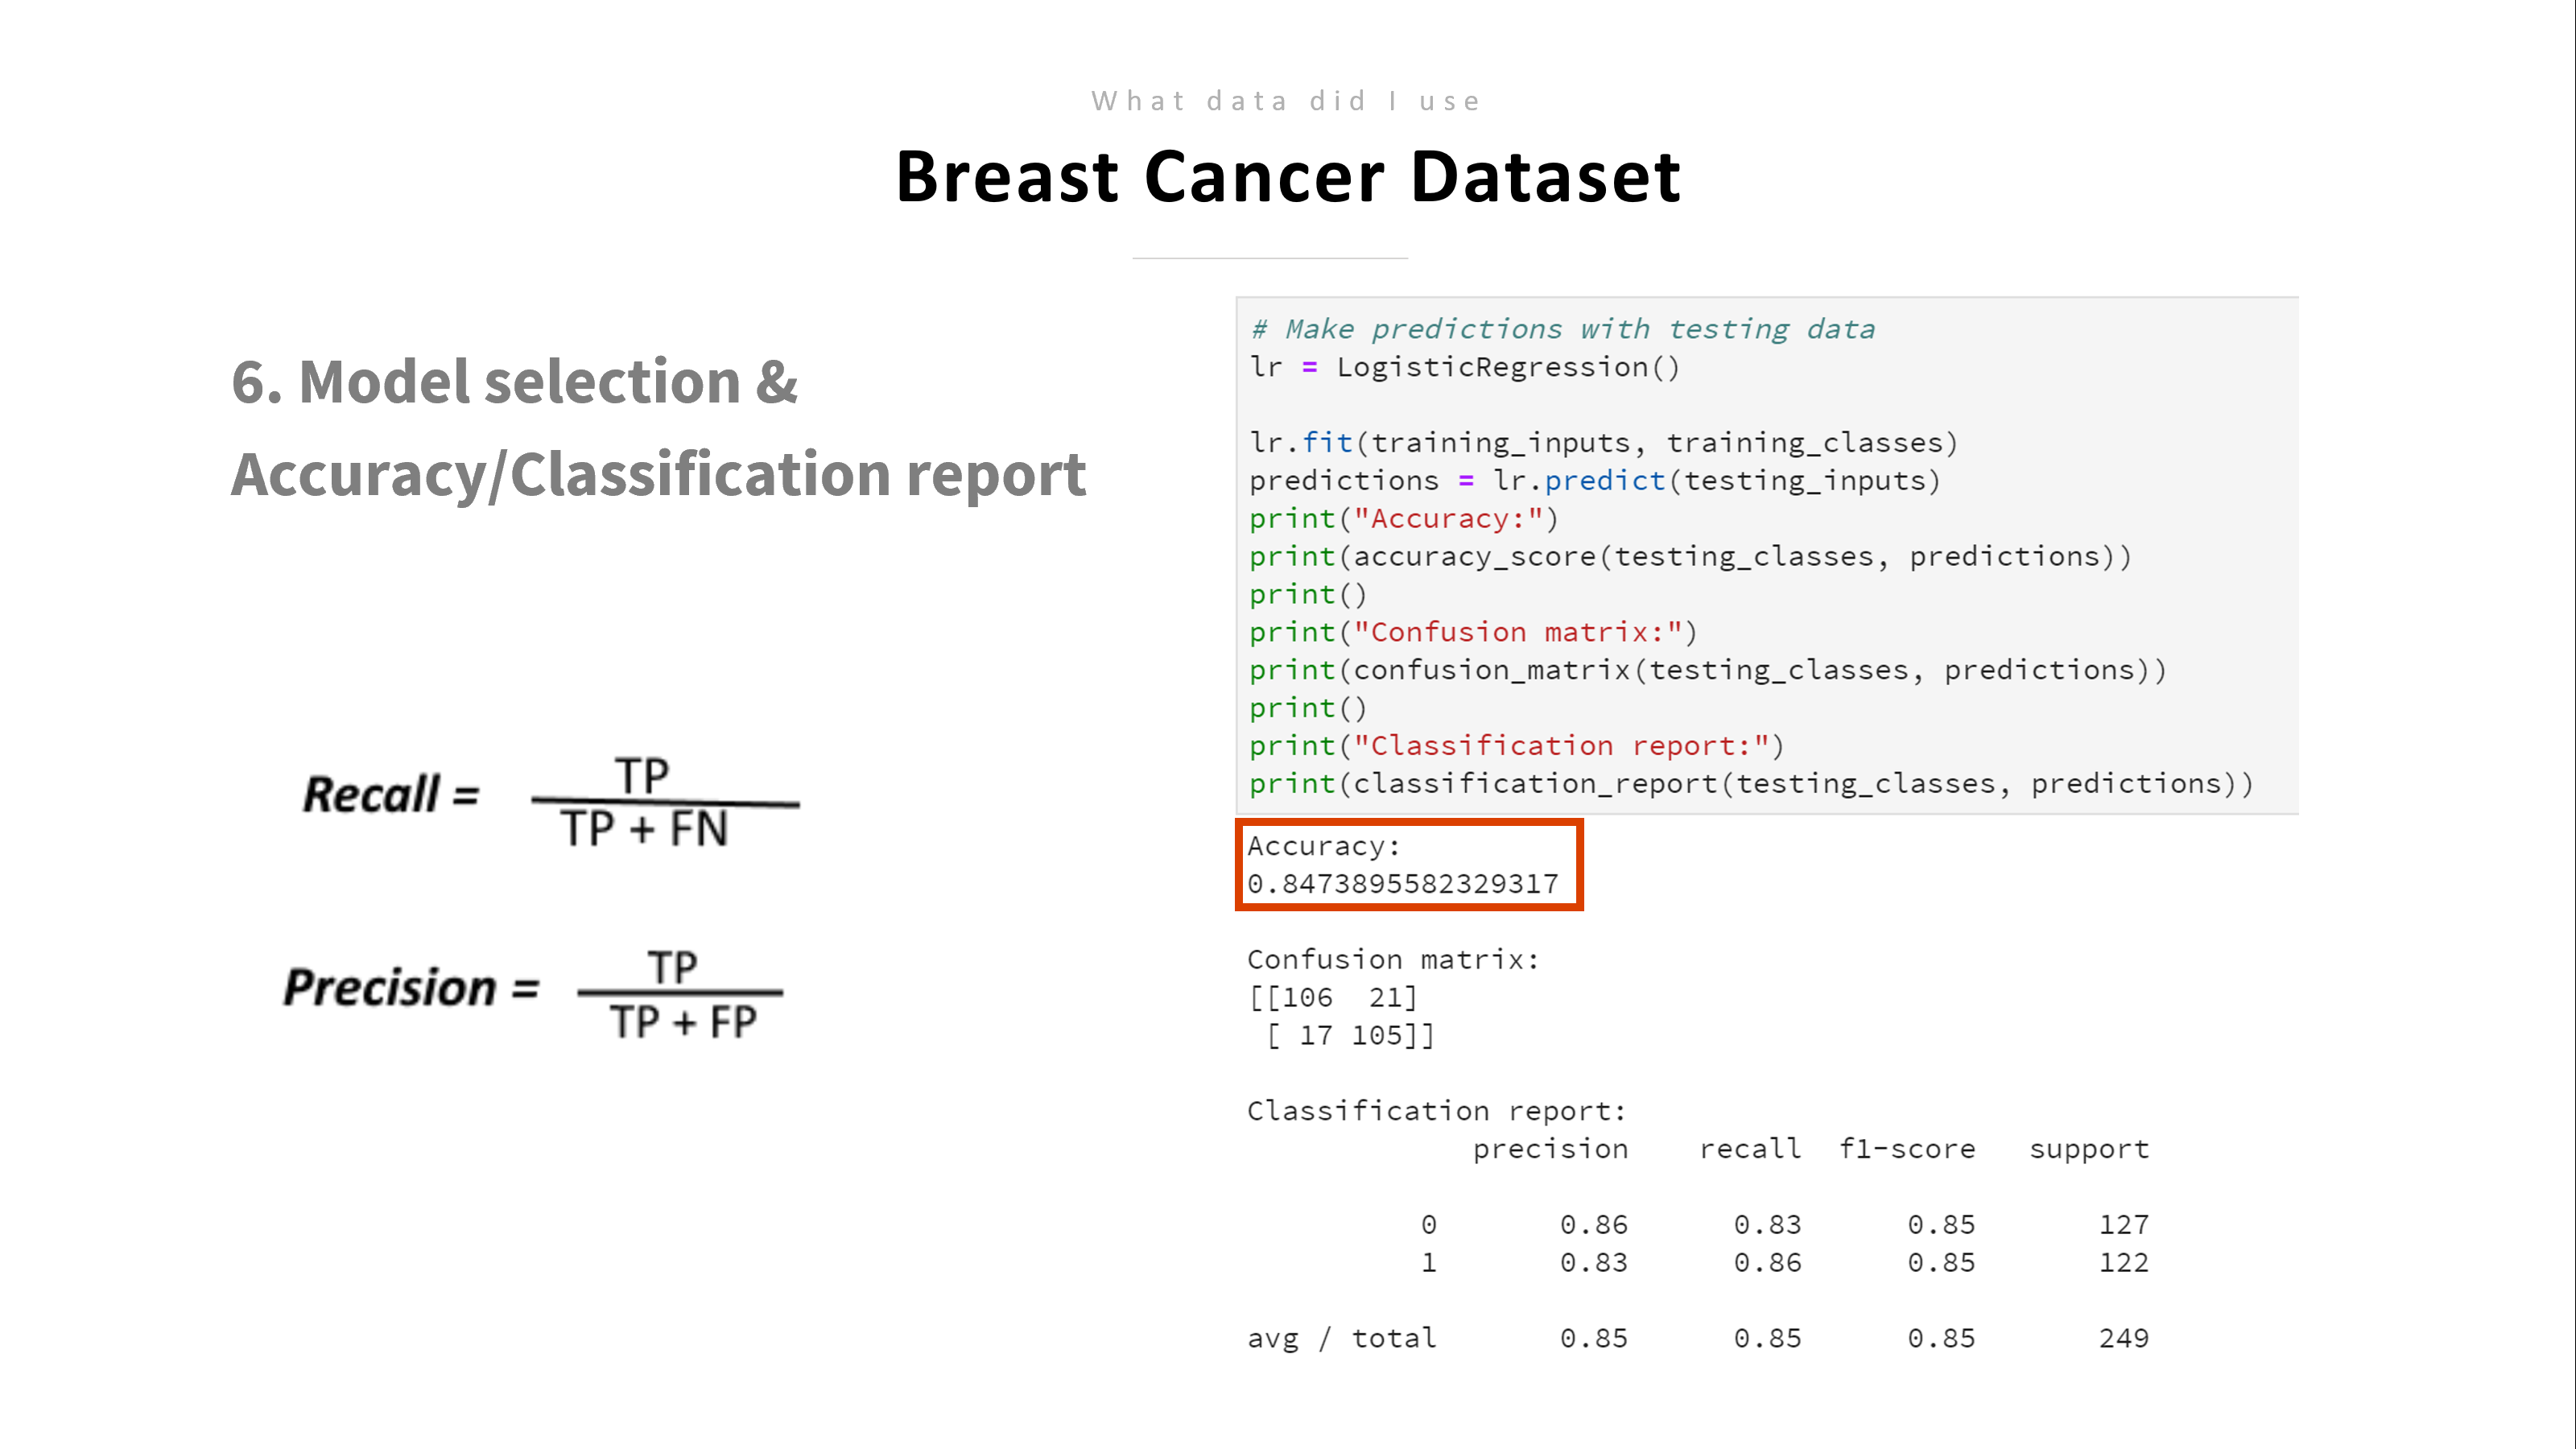 What data did I use
Breast Cancer Dataset
6. Model selection &
Accuracy/Classification report
Recall = TP
TP + FN
Precision = TP
TP + FP
# Make predictions with testing data
lr = LogisticRegression()
lr.fit(training_inputs, training_classes)
predictions = lr.predict(testing_inputs)
print("Accuracy:")
print(accuracy_score(testing_classes, predictions))
print()
print("Confusion matrix:")
print(confusion_matrix(testing_classes, predictions))
print()
print("Classification report:")
print(classification_report(testing_classes, predictions))
Accuracy:
0.8473895582329317
Confusion matrix:
[[106  21]
 [ 17 105]]
Classification report:
precision recall f1-score support
0 0.86 0.83 0.85 127
1 0.83 0.86 0.85 122
avg / total 0.85 0.85 0.85 249